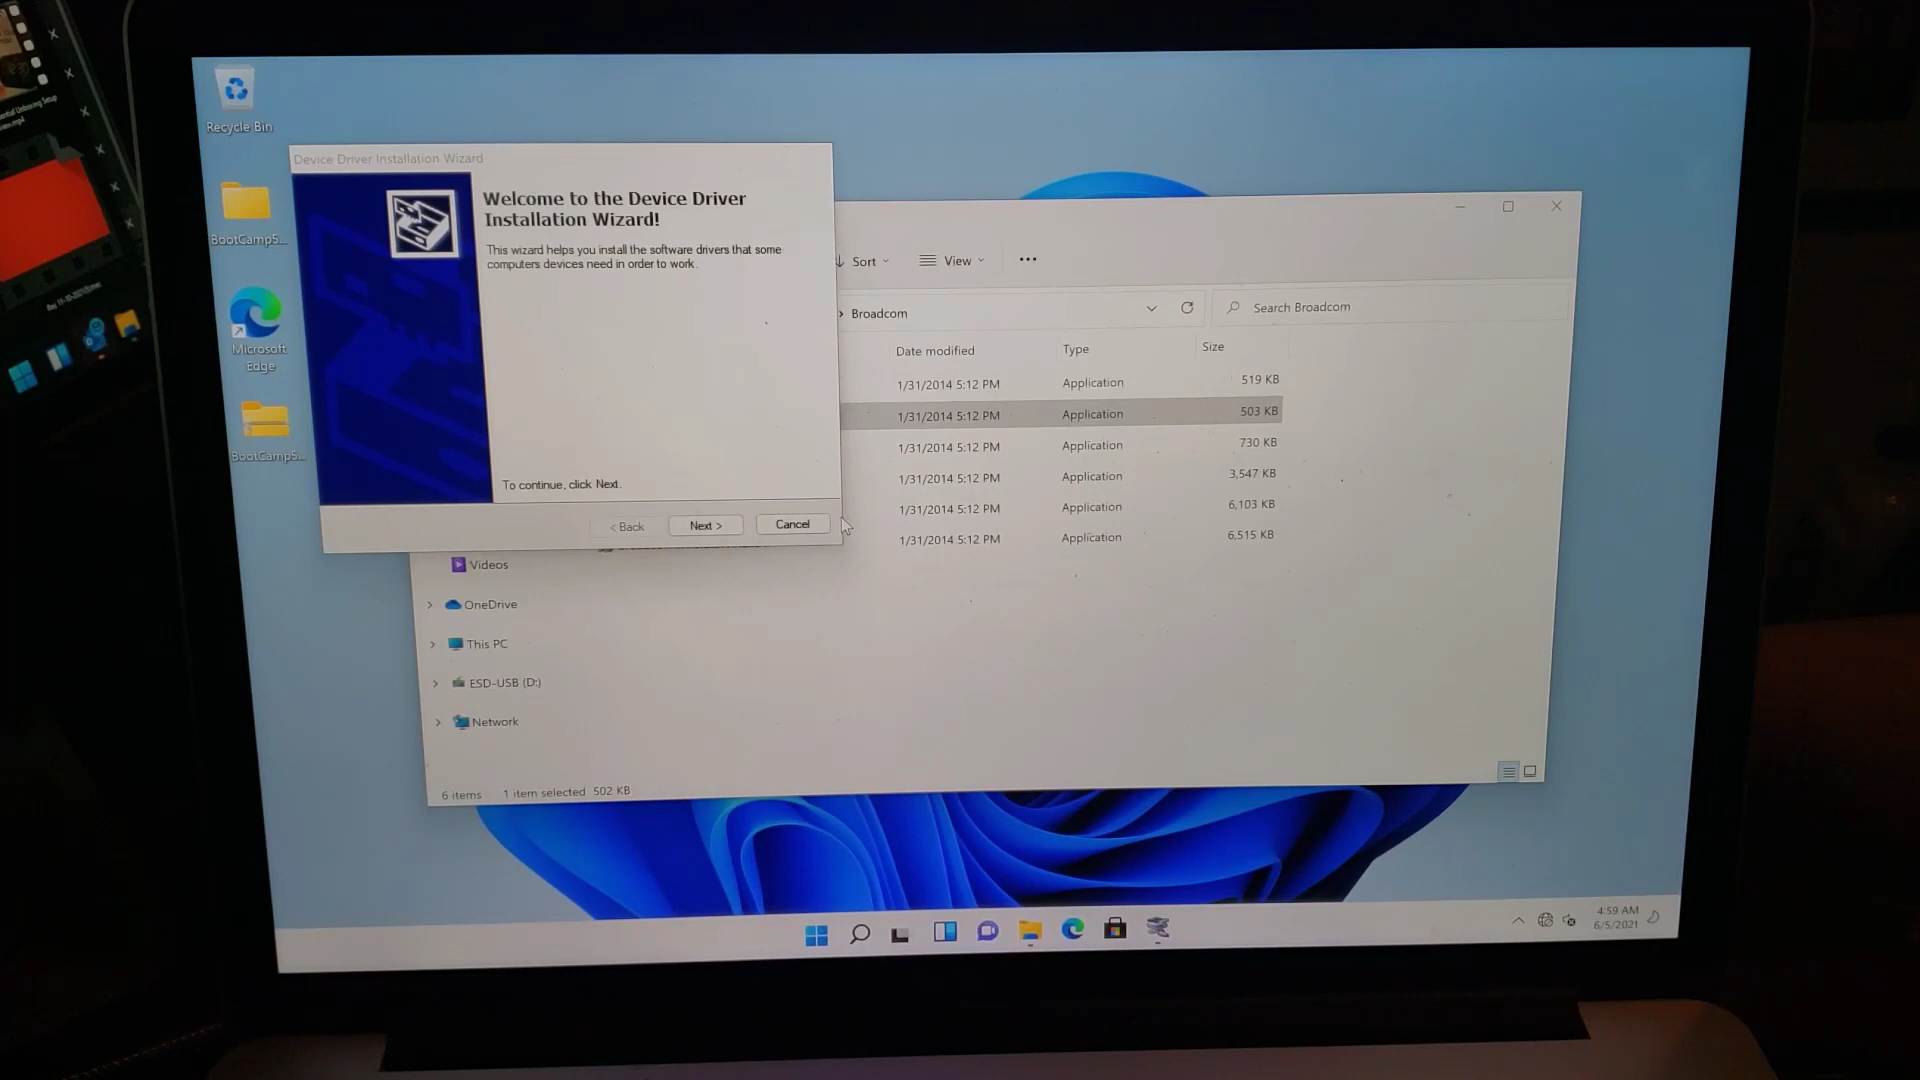 Recycle Bin
BootCamp5...
Microsoft
Edge
BootCamp5...
Device Driver Installation Wizard
Welcome to the Device Driver
Installation Wizard!
This wizard helps you install the software drivers that some
computers devices need in order to work.
To continue, click Next.
< Back
Next >
Cancel
Sort
View
Broadcom
Search Broadcom
Date modified
Type
Size
1/31/2014 5:12 PM Application 519 KB
1/31/2014 5:12 PM Application 503 KB
1/31/2014 5:12 PM Application 730 KB
1/31/2014 5:12 PM Application 3,547 KB
1/31/2014 5:12 PM Application 6,103 KB
1/31/2014 5:12 PM Application 6,515 KB
Videos
OneDrive
This PC
ESD-USB (D:)
Network
6 items 1 item selected 502 KB
4:59 AM
6/5/2021